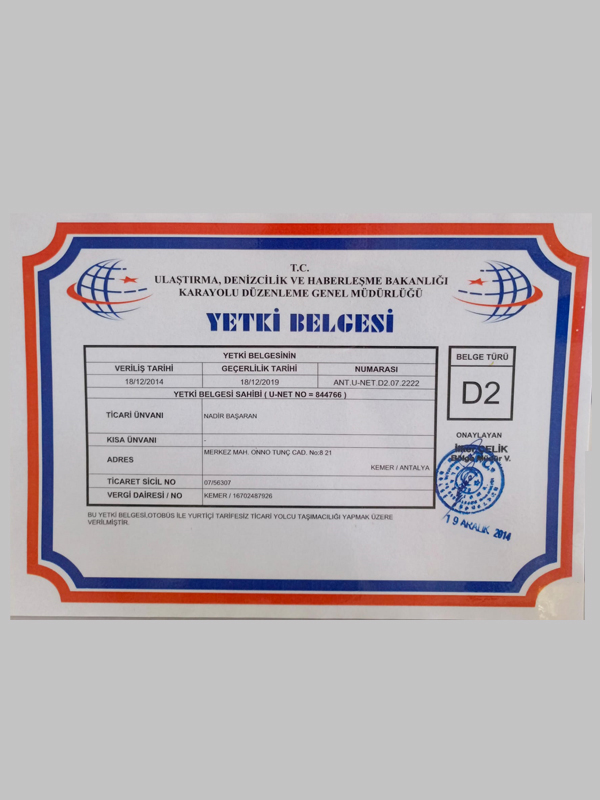 T.C.
ULAŞTIRMA, DENİZCİLİK VE HABERLEŞME BAKANLIĞI
KARAYOLU DÜZENLEME GENEL MÜDÜRLÜĞÜ
YETKİ BELGESİ
YETKİ BELGESİNİN
VERİLİŞ TARİHİ GEÇERLİLİK TARİHİ NUMARASI
18/12/2014 18/12/2019 ANT.U-NET.D2.07.2222
YETKİ BELGESİ SAHİBİ ( U-NET NO = 844766 )
TİCARİ ÜNVANI NADİR BAŞARAN
KISA ÜNVANI -
ADRES MERKEZ MAH. ONNO TUNÇ CAD. No:8 21
KEMER / ANTALYA
TİCARET SİCİL NO 07/56307
VERGİ DAİRESİ / NO KEMER / 16702487926
BU YETKİ BELGESİ,OTOBÜS İLE YURTİÇİ TARİFESİZ TİCARİ YOLCU TAŞIMACILIĞI YAPMAK ÜZERE
VERİLMİŞTİR.
BELGE TÜRÜ
D2
ONAYLAYAN
ÇELİK
Bölge Müdür V.
19 ARALIK 2014